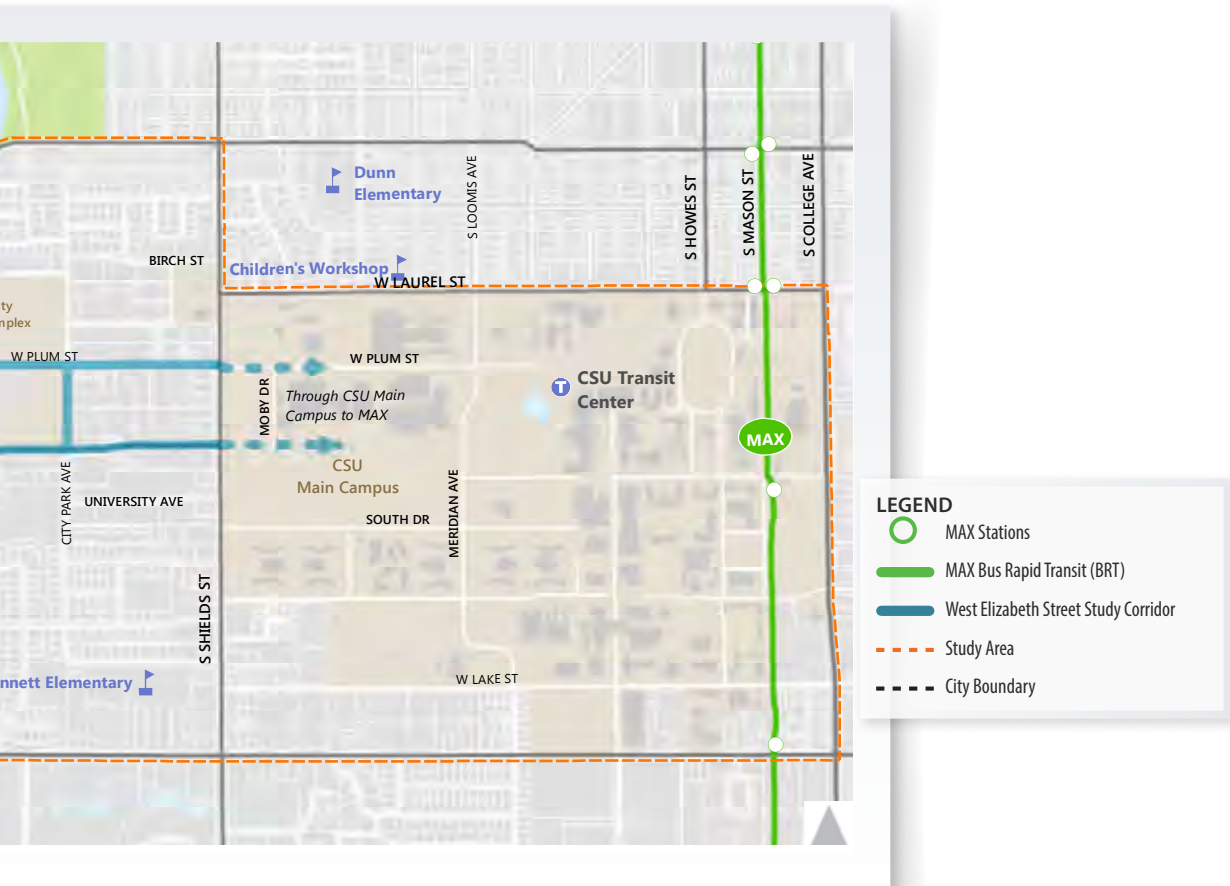 Dunn
Elementary
S LOOMIS AVE
S HOWES ST
S MASON ST
S COLLEGE AVE
BIRCH ST
Children's Workshop
W LAUREL ST
ty
mplex
W PLUM ST
W PLUM ST
MOBY DR
Through CSU Main
Campus to MAX
T
CSU Transit
Center
MAX
CSU
Main Campus
CITY PARK AVE
UNIVERSITY AVE
SOUTH DR
MERIDIAN AVE
S SHIELDS ST
nnett Elementary
W LAKE ST
LEGEND
MAX Stations
MAX Bus Rapid Transit (BRT)
West Elizabeth Street Study Corridor
Study Area
City Boundary